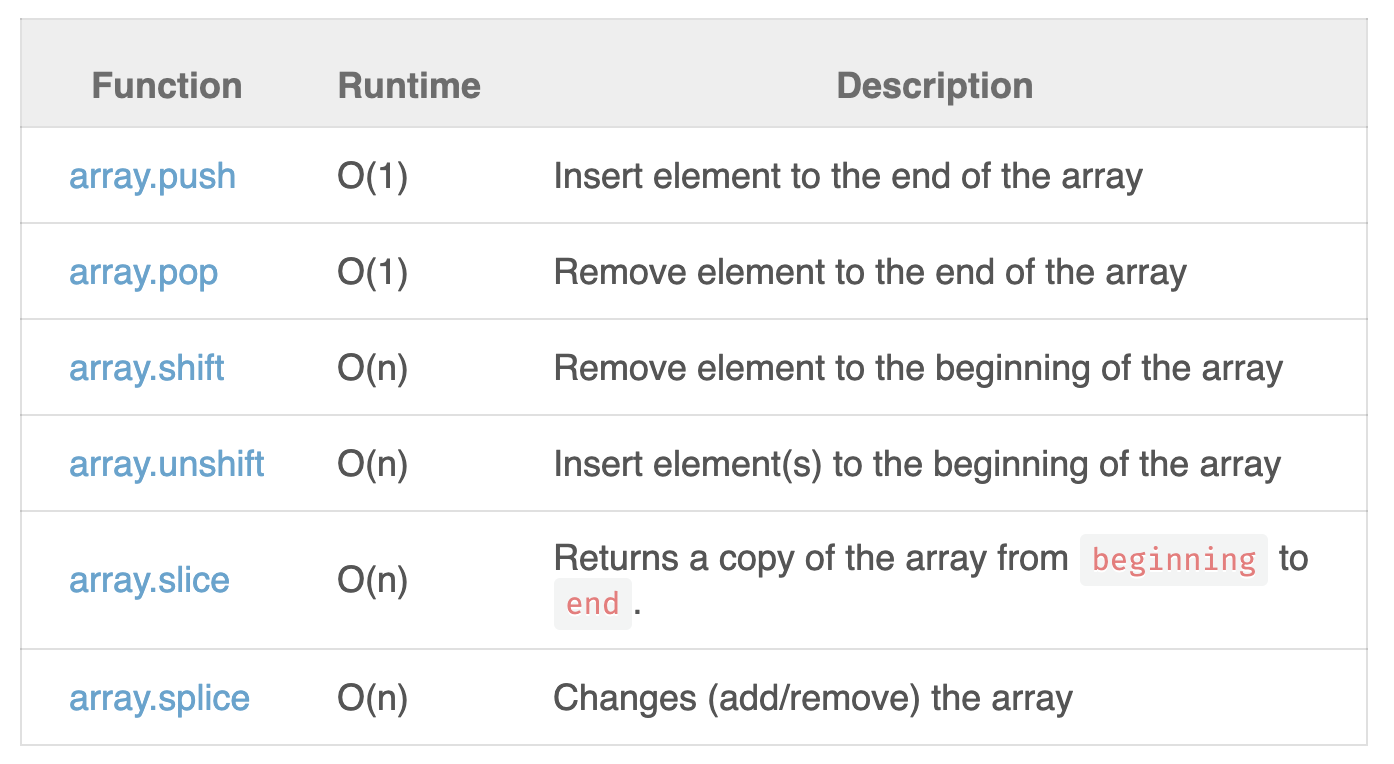 Function Runtime Description
array.push O(1) Insert element to the end of the array
array.pop O(1) Remove element to the end of the array
array.shift O(n) Remove element to the beginning of the array
array.unshift O(n) Insert element(s) to the beginning of the array
array.slice O(n) Returns a copy of the array from beginning to
end.
array.splice O(n) Changes (add/remove) the array